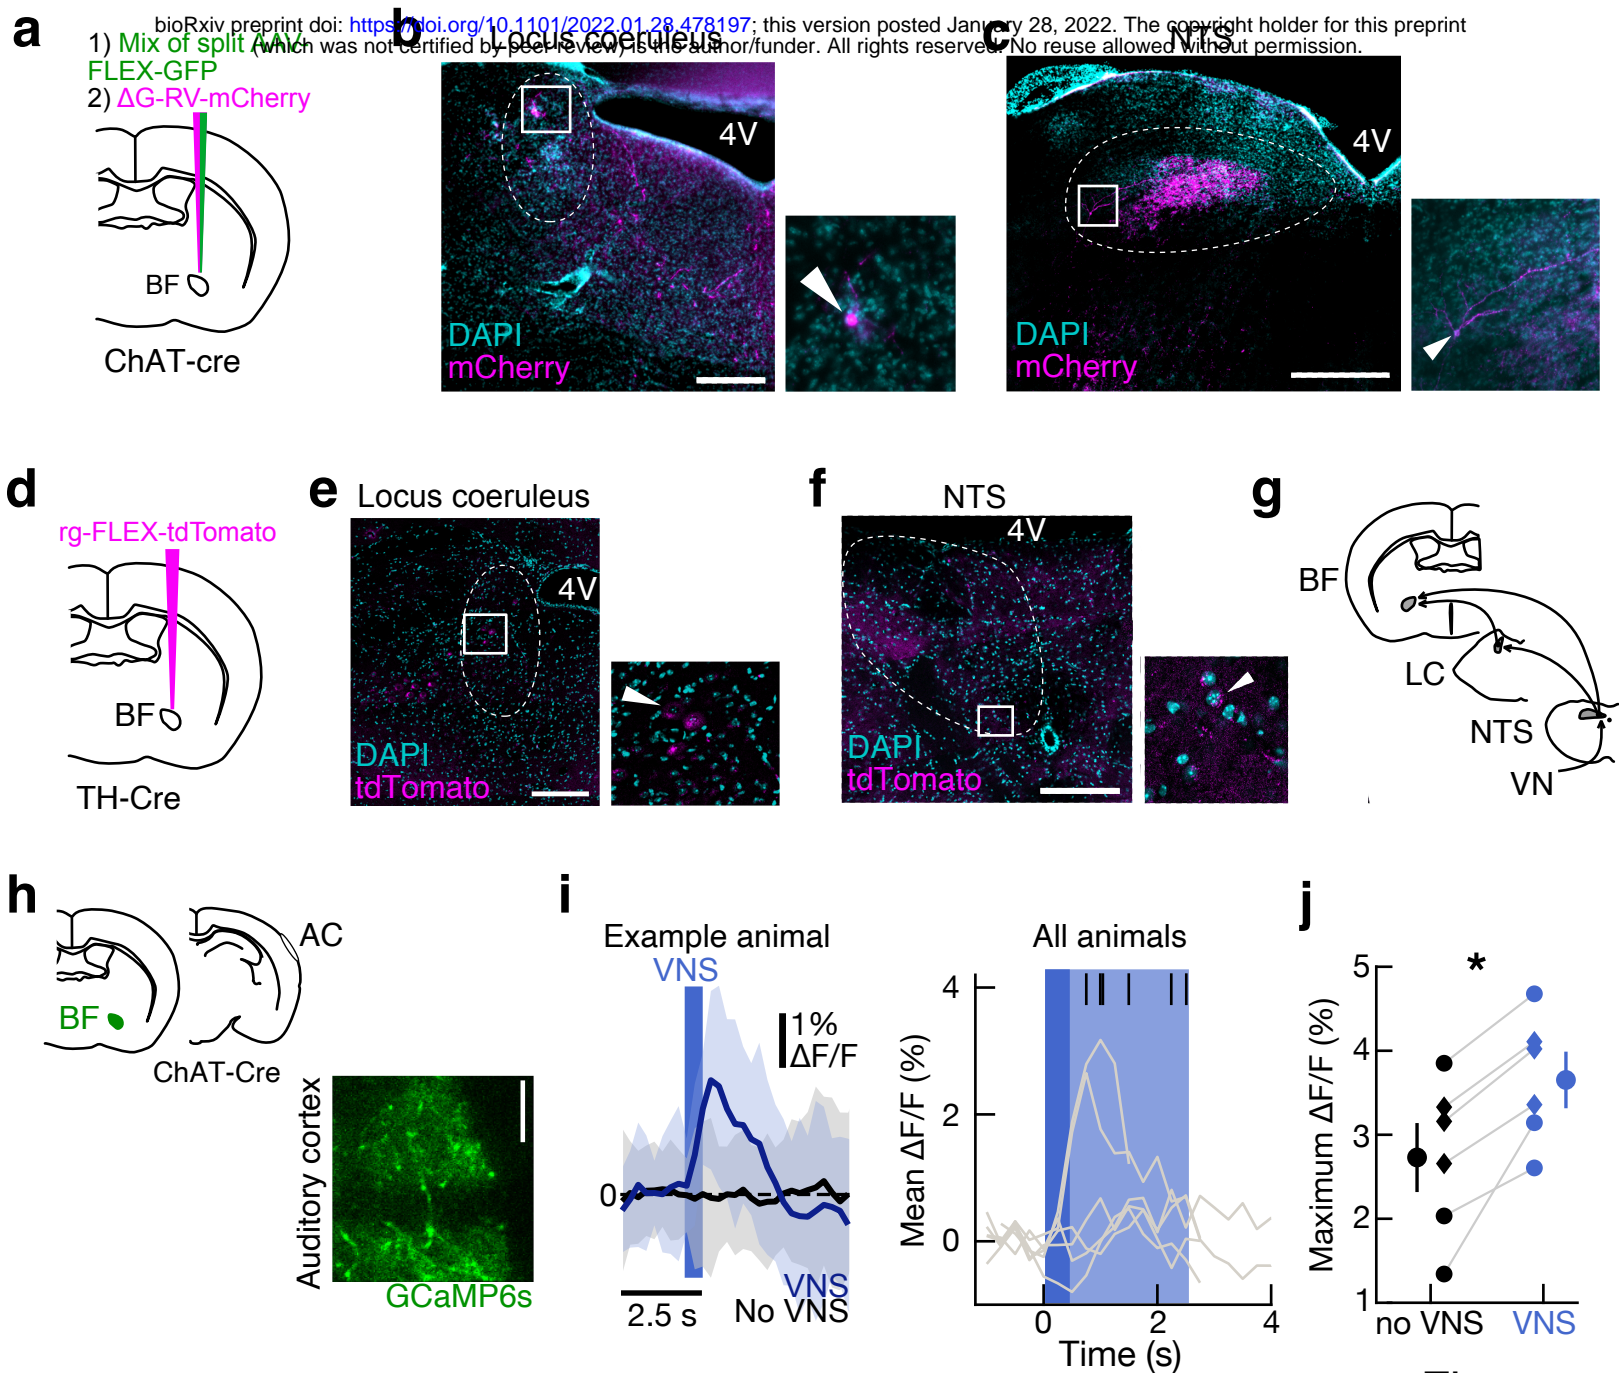 bioRxiv preprint doi: https://doi.org/10.1101/2022.01.28.478197; this version posted January 28, 2022. The copyright holder for this preprint
(which was not certified by peer review) is the author/funder. All rights reserved. No reuse allowed without permission.
a
1) Mix of split AAV-
FLEX-GFP
2) ΔG-RV-mCherry
BF
ChAT-cre
b
Locus coeruleus
4V
DAPI
mCherry
c
NTS
4V
DAPI
mCherry
d
rg-FLEX-tdTomato
BF
TH-Cre
e
Locus coeruleus
4V
DAPI
tdTomato
f
NTS
4V
DAPI
tdTomato
g
BF
LC
NTS
VN
h
AC
BF
ChAT-Cre
Auditory cortex
GCaMP6s
i
Example animal
VNS
1%
ΔF/F
0
VNS
No VNS
2.5 s
All animals
Mean ΔF/F (%)
4
2
0
0 2 4
Time (s)
j
*
Maximum ΔF/F (%)
5
4
3
2
1
no VNS VNS